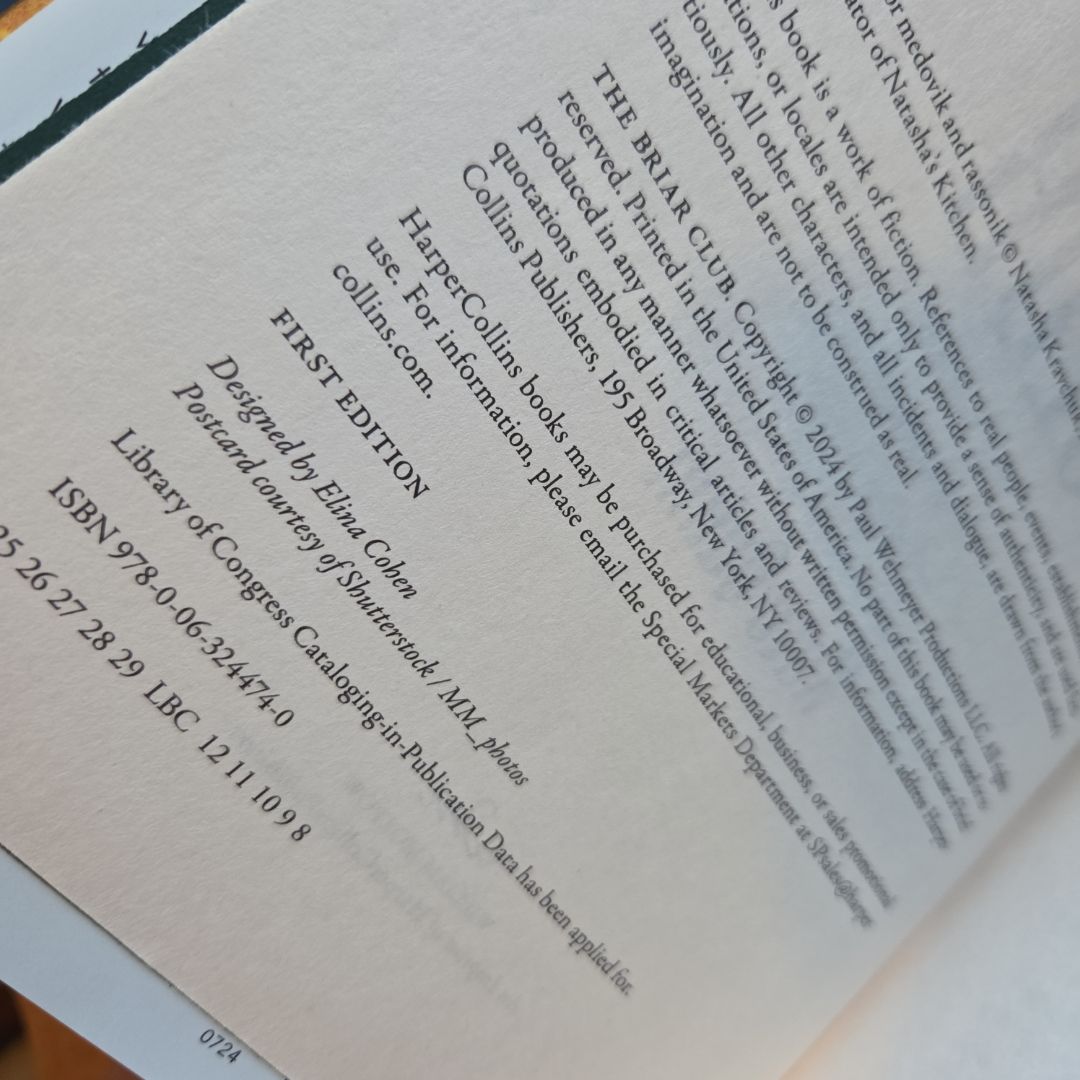 or medovik and rassonik © Natasha Kravchuk,
ator of Natasha's Kitchen.
s book is a work of fiction. References to real people, events,
tions, or locales are intended only to provide a sense of authenticity, and are used
tiously. All other characters, and all incidents and dialogue, are drawn from the
imagination and are not to be construed as real.
THE BRIAR CLUB. Copyright © 2024 by Paul Wehmeyer Productions LLC. All rights
reserved. Printed in the United States of America. No part of this book may be used or re-
produced in any manner whatsoever without written permission except in the case of brief
quotations embodied in critical articles and reviews. For information, address Harper-
Collins Publishers, 195 Broadway, New York, NY 10007.
HarperCollins books may be purchased for educational, business, or sales promotional
use. For information, please email the Special Markets Department at SPsales@harper
collins.com.
FIRST EDITION
Designed by Elina Cohen
Postcard courtesy of Shutterstock / MM_photos
Library of Congress Cataloging-in-Publication Data has been applied for.
ISBN 978-0-06-324474-0
25 26 27 28 29 LBC 12 11 10 9 8
0724